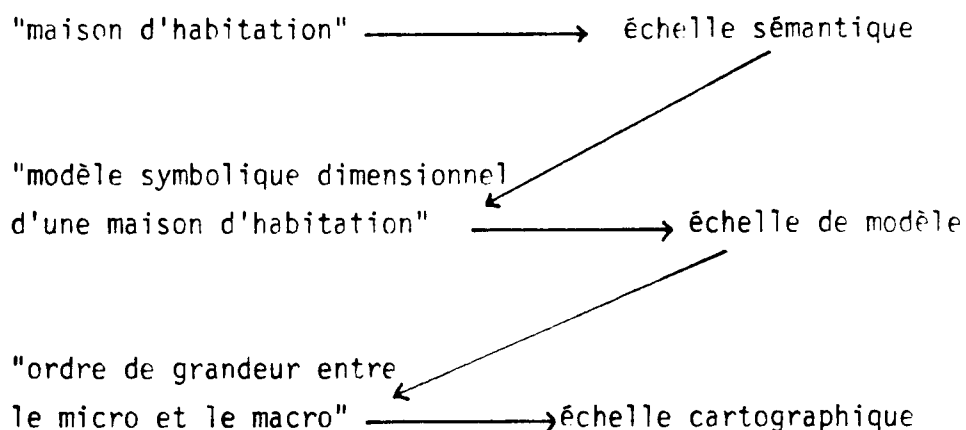 "maison d'habitation" échelle sémantique
"modèle symbolique dimensionnel
d'une maison d'habitation" échelle de modèle
"ordre de grandeur entre
le micro et le macro" échelle cartographique